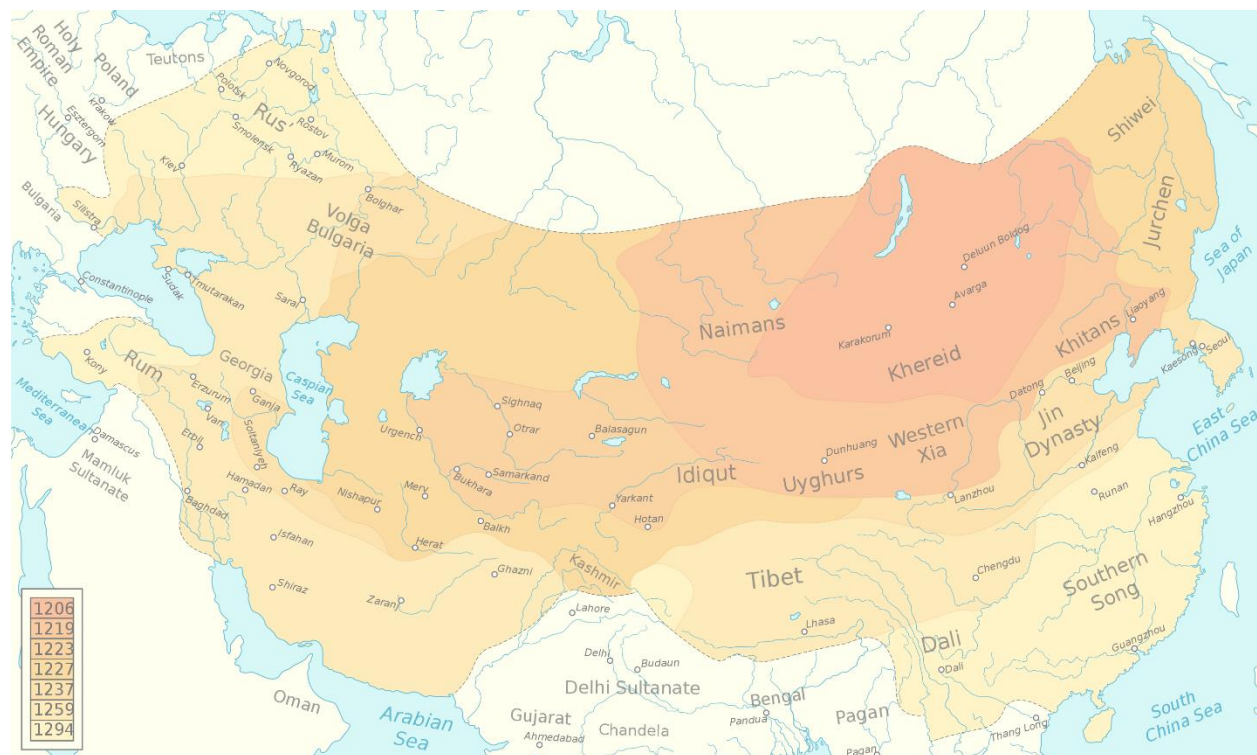 Holy
Roman
Empire
Poland
Teutons
krakow
Esztergom
Hungary
Bulgaria
Silistra
Polotsk
Novgorod
Rus'
Smolensk
Rostov
Kiev
Ryazan
Murom
Bolghar
Volga
Bulgaria
Constantinople
Sudak
Tmutarakan
Sarai
Kony
Rum
Georgia
Caspian
Sea
Erzurum
Ganja
Van
Erbil
Soltaniyeh
Mediterranean
Sea
Damascus
Mamluk
Sultanate
Baghdad
Hamadan
Ray
Nishapur
Merv
Isfahan
Herat
Shiraz
Zaranj
Ghazni
Balkh
Bukhara
Samarkand
Urgench
Sighnaq
Otrar
Balasagun
Yarkant
Hotan
Kashmir
Naimans
Idiqut
Uyghurs
Dunhuang
Karakorum
Khereid
Avarga
Deluun Boldog
Shiwei
Jurchen
Sea of
Japan
Khitans
Liaoyang
Kaesong
Seoul
Datong
Beijing
Western
Xia
Jin
Dynasty
East
China Sea
Lanzhou
Kaifeng
Runan
Hangzhou
Tibet
Chengdu
Southern
Song
Lhasa
Dali
Dali
Guangzhou
Lahore
Delhi
Budaun
Delhi Sultanate
Bengal
Pandua
Pagan
Pagan
Thang Long
Gujarat
Chandela
Ahmedabad
Oman
Arabian
Sea
South
China Sea
1206
1219
1223
1227
1237
1259
1294